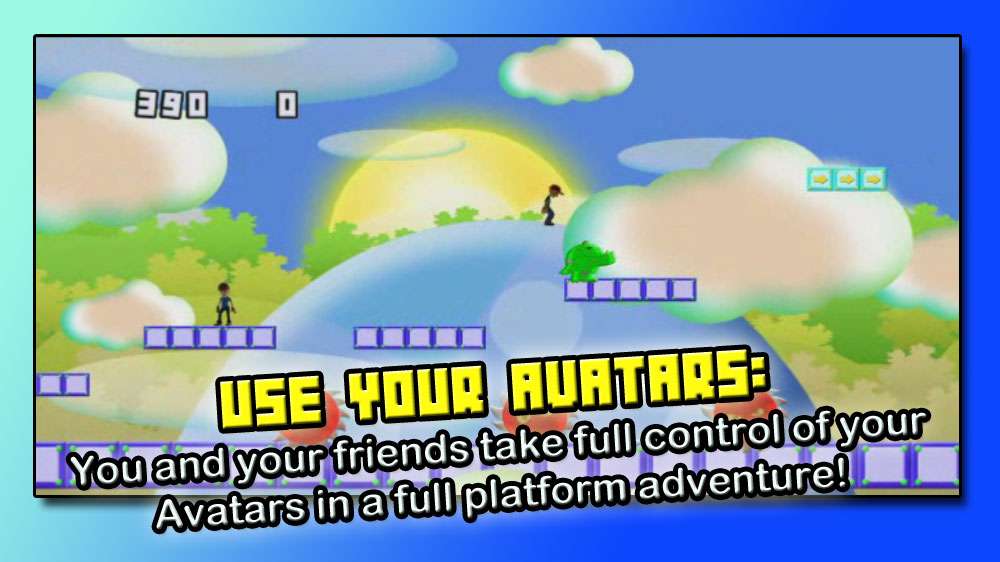 390 0
USE YOUR AVATARS:
You and your friends take full control of your
Avatars in a full platform adventure!